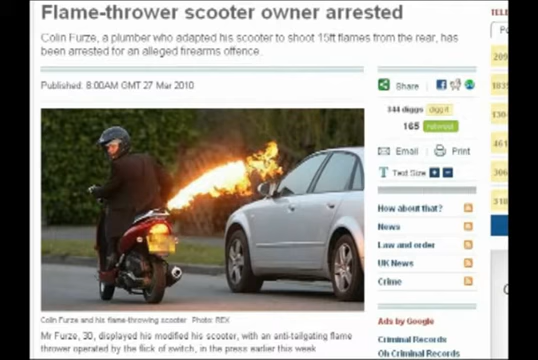 Flame-thrower scooter owner arrested
Colin Furze, a plumber who adapted his scooter to shoot 15ft flames from the rear, has
been arrested for an alleged firearms offence.
Published: 8:00AM GMT 27 Mar 2010
Share
344 diggs digg it
165 retweet
Email Print
Text Size
How about that?
News
Law and order
UK News
Crime
Ads by Google
Criminal Records
Oh Criminal Records
Colin Furze and his flame-throwing scooter Photo: REX
Mr Furze, 30, displayed his modified his scooter, with an anti-tailgating flame
thrower operated by the flick of switch, in the press earlier this week